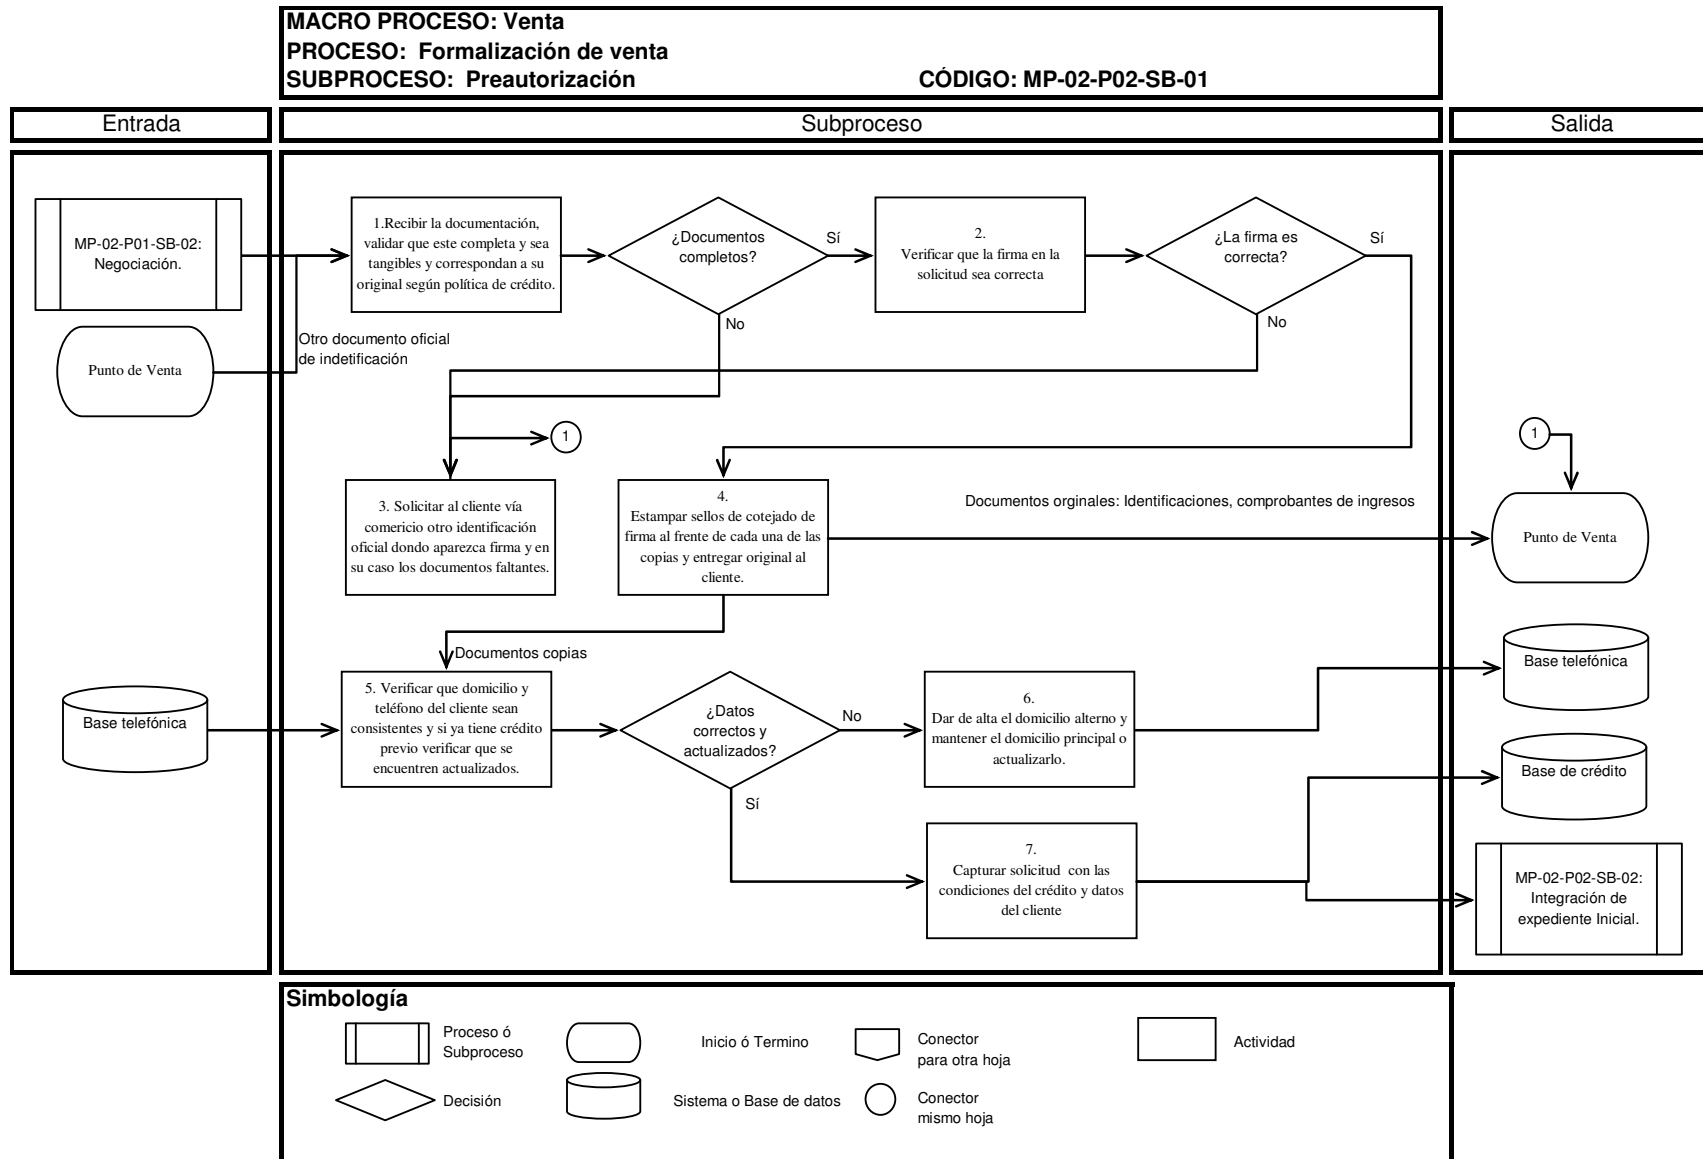 MACRO PROCESO: Venta
PROCESO: Formalización de venta
SUBPROCESO: Preautorización
CÓDIGO: MP-02-P02-SB-01
Entrada
Subproceso
Salida
MP-02-P01-SB-02:
Negociación.
1.Recibir la documentación,
validar que este completa y sea
tangibles y correspondan a su
original según política de crédito.
¿Documentos
completos?
Sí
No
2.
Verificar que la firma en la
solicitud sea correcta
¿La firma es
correcta?
Sí
No
Otro documento oficial
de indetificación
Punto de Venta
1
1
3. Solicitar al cliente vía
comericio otro identificación
oficial dondo aparezca firma y en
su caso los documentos faltantes.
4.
Estampar sellos de cotejado de
firma al frente de cada una de las
copias y entregar original al
cliente.
Documentos orginales: Identificaciones, comprobantes de ingresos
Punto de Venta
Documentos copias
Base telefónica
5. Verificar que domicilio y
teléfono del cliente sean
consistentes y si ya tiene crédito
previo verificar que se
encuentren actualizados.
¿Datos
correctos y
actualizados?
No
Sí
6.
Dar de alta el domicilio alterno y
mantener el domicilio principal o
actualizarlo.
Base telefónica
Base de crédito
7.
Capturar solicitud con las
condiciones del crédito y datos
del cliente
MP-02-P02-SB-02:
Integración de
expediente Inicial.
Simbología
Proceso ó
Subproceso
Inicio ó Termino
Conector
para otra hoja
Actividad
Decisión
Sistema o Base de datos
Conector
mismo hoja